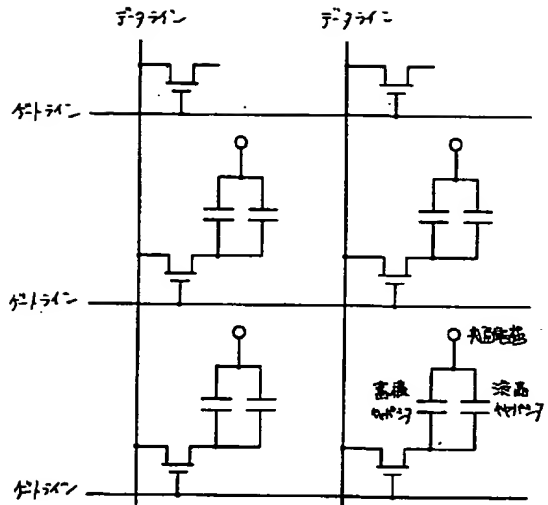 データライン
データライン
ゲートライン
ゲートライン
共通電極
蓄積
キャパシタ
液晶
キャパシタ
ゲートライン